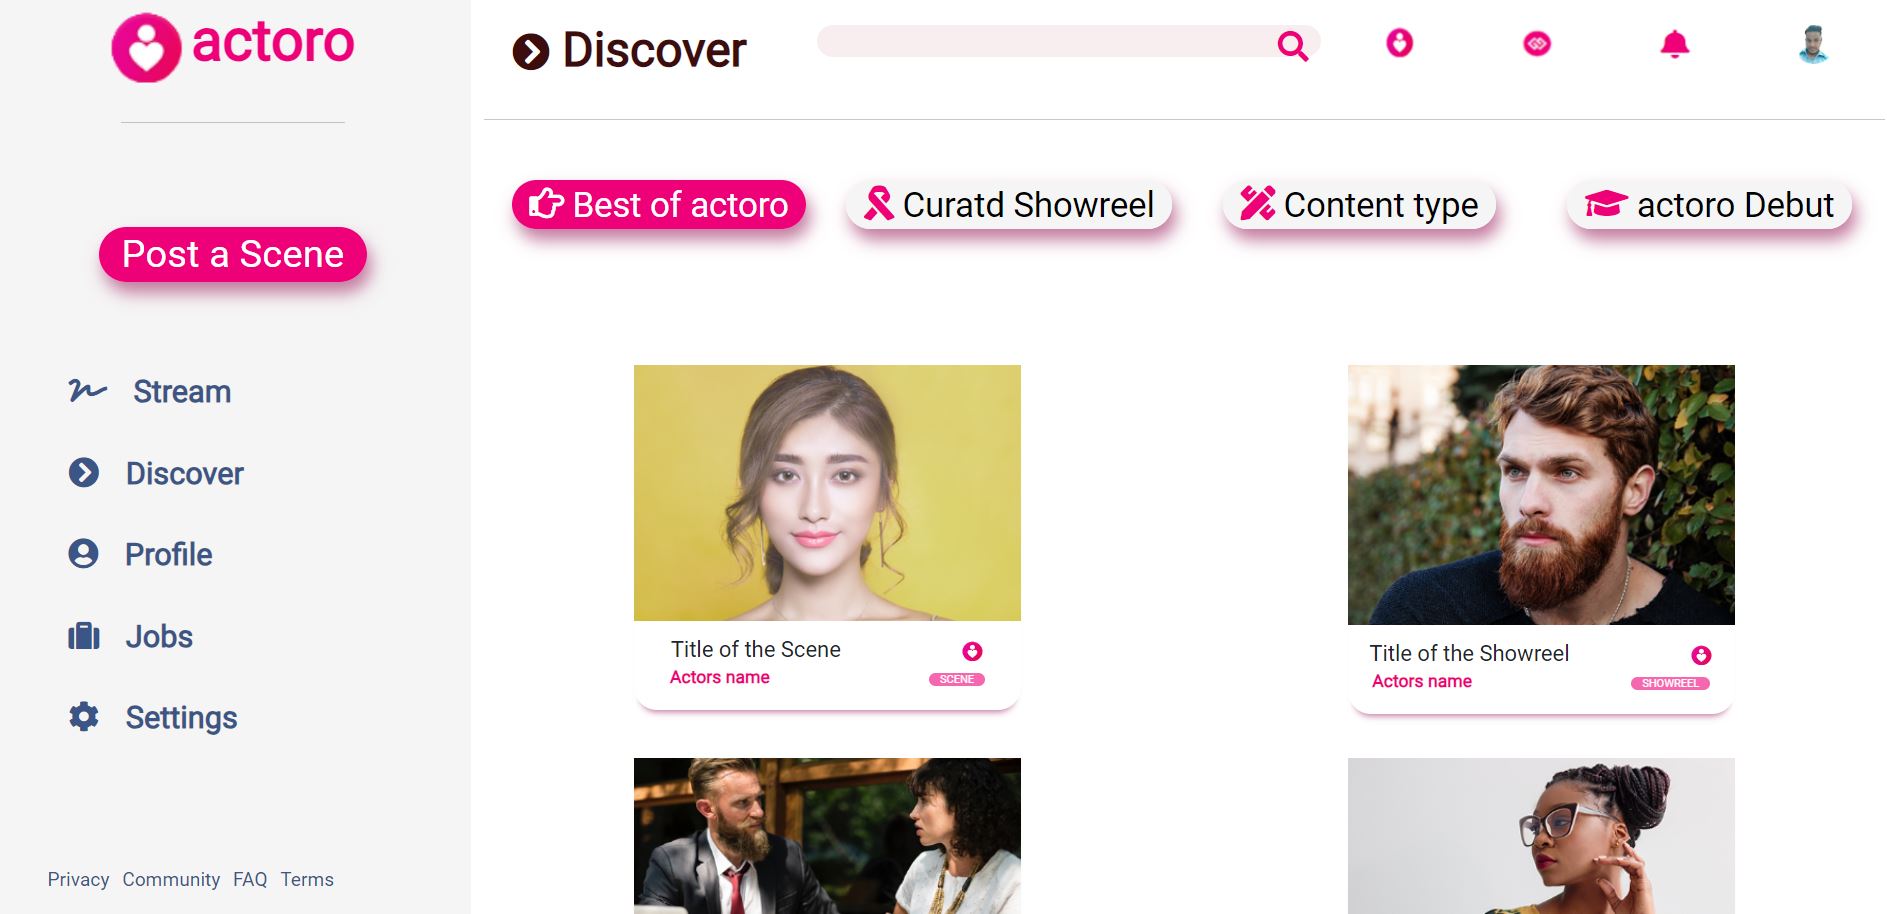 actoro
Post a Scene
Stream
Discover
Profile
Jobs
Settings
Privacy Community FAQ Terms
Discover
Best of actoro
Curatd Showreel
Content type
actoro Debut
Title of the Scene
Actors name
SCENE
Title of the Showreel
Actors name
SHOWREEL